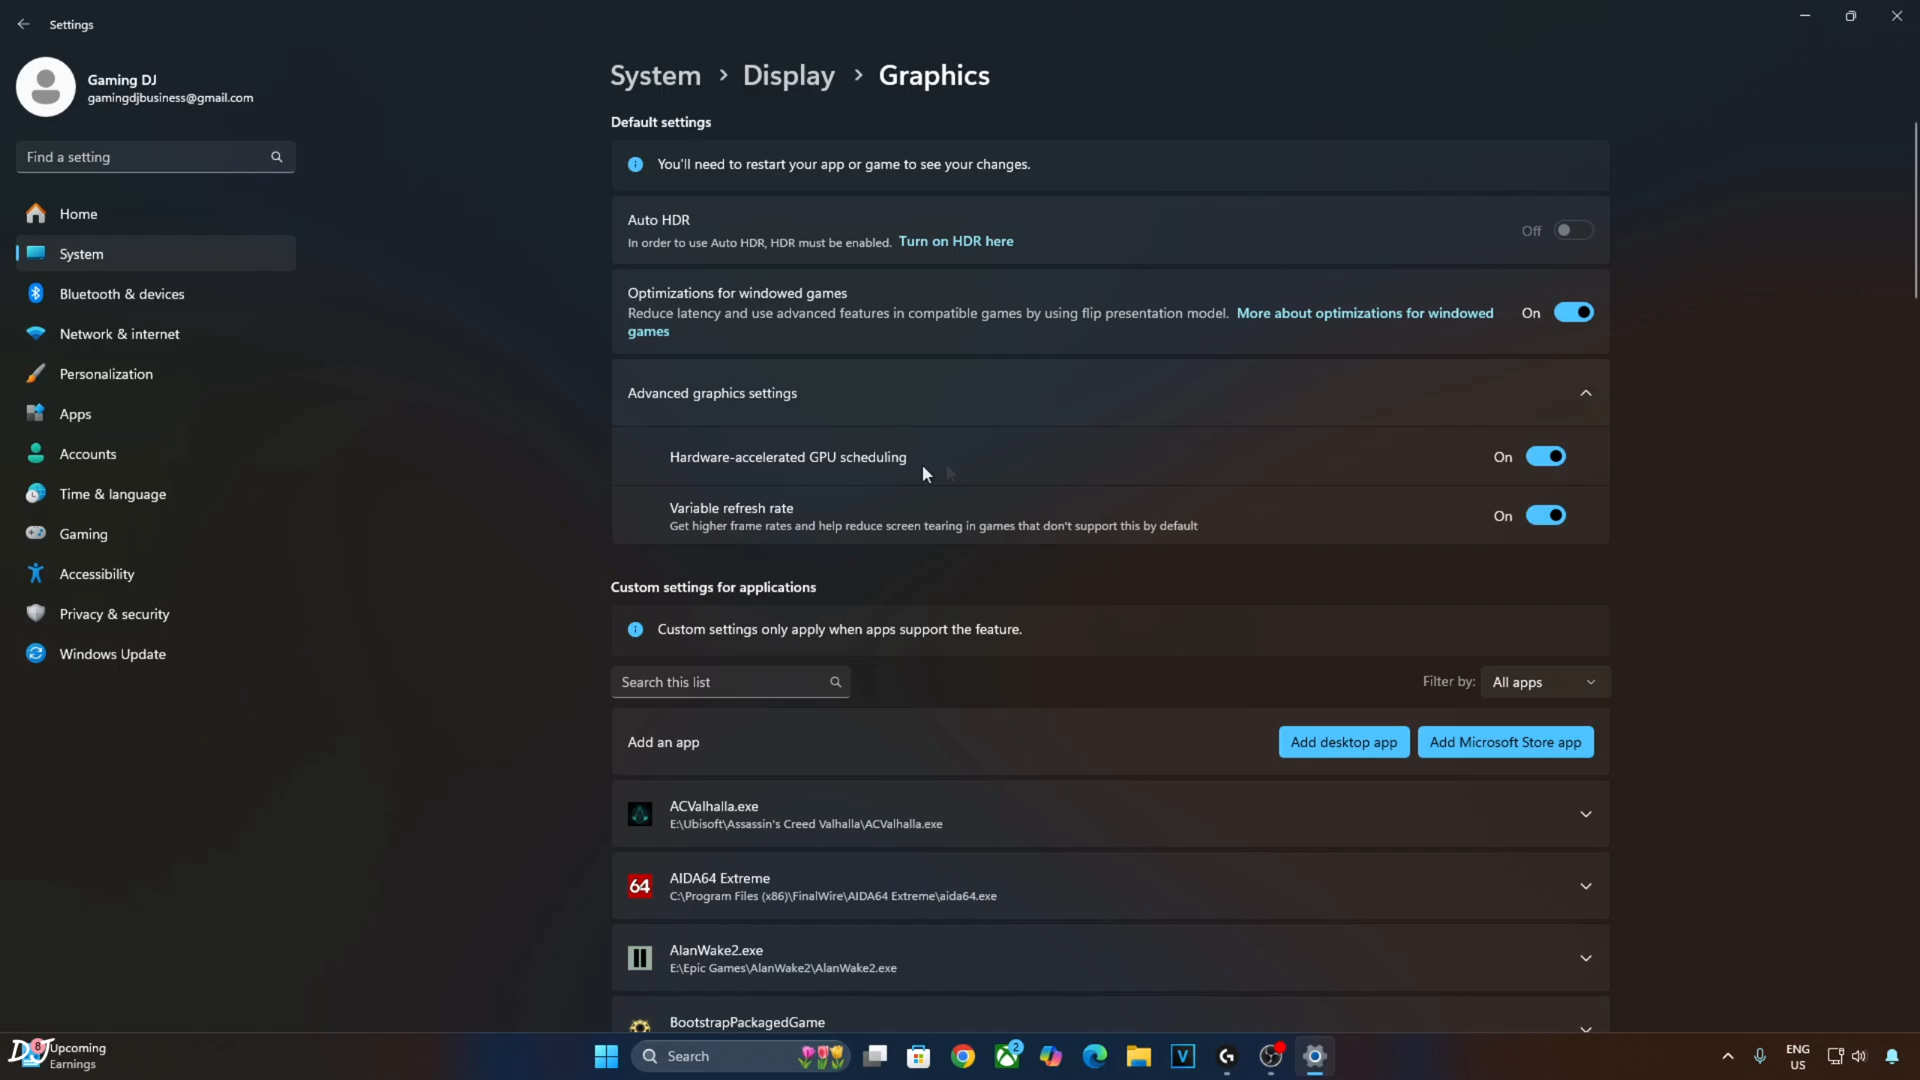 Settings
Gaming DJ
gamingdjbusiness@gmail.com
Find a setting
Home
System
Bluetooth & devices
Network & internet
Personalization
Apps
Accounts
Time & language
Gaming
Accessibility
Privacy & security
Windows Update
System > Display > Graphics
Default settings
You'll need to restart your app or game to see your changes.
Auto HDR
In order to use Auto HDR, HDR must be enabled. Turn on HDR here
Off
Optimizations for windowed games
Reduce latency and use advanced features in compatible games by using flip presentation model. More about optimizations for windowed
games
On
Advanced graphics settings
Hardware-accelerated GPU scheduling
On
Variable refresh rate
Get higher frame rates and help reduce screen tearing in games that don't support this by default
On
Custom settings for applications
Custom settings only apply when apps support the feature.
Search this list
Filter by: All apps
Add an app
Add desktop app
Add Microsoft Store app
ACValhalla.exe
E:\Ubisoft\Assassin's Creed Valhalla\ACValhalla.exe
64
AIDA64 Extreme
C:\Program Files (x86)\FinalWire\AIDA64 Extreme\aida64.exe
AlanWake2.exe
E:\Epic Games\AlanWake2\AlanWake2.exe
BootstrapPackagedGame
DJ
8
Upcoming
Earnings
Search
2
V
ENG
US